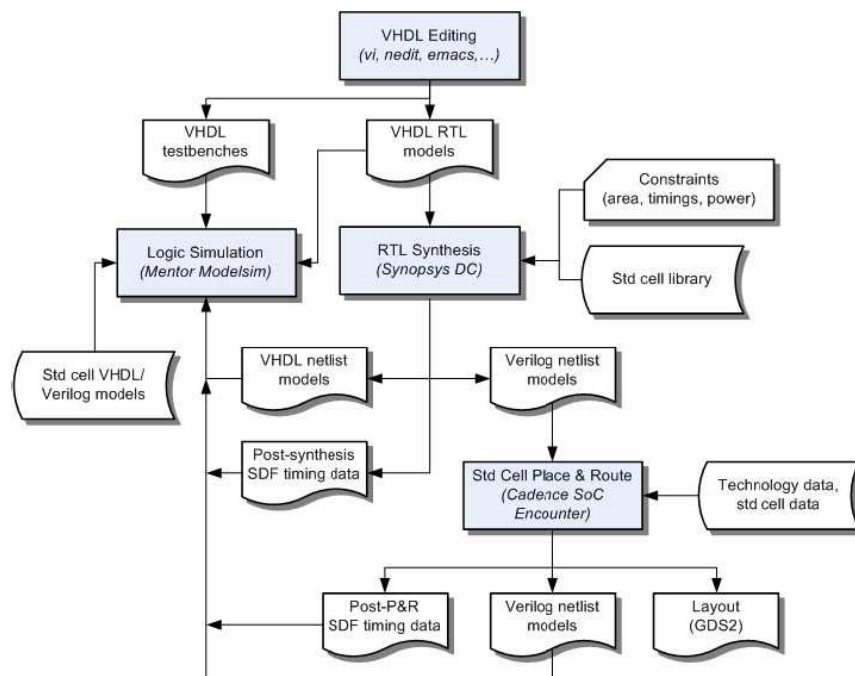 VHDL Editing
(vi, nedit, emacs,...)
VHDL
testbenches
VHDL RTL
models
Constraints
(area, timings, power)
Logic Simulation
(Mentor Modelsim)
RTL Synthesis
(Synopsys DC)
Std cell library
Std cell VHDL/
Verilog models
VHDL netlist
models
Verilog netlist
models
Post-synthesis
SDF timing data
Std Cell Place & Route
(Cadence SoC
Encounter)
Technology data,
std cell data
Post-P&R
SDF timing data
Verilog netlist
models
Layout
(GDS2)